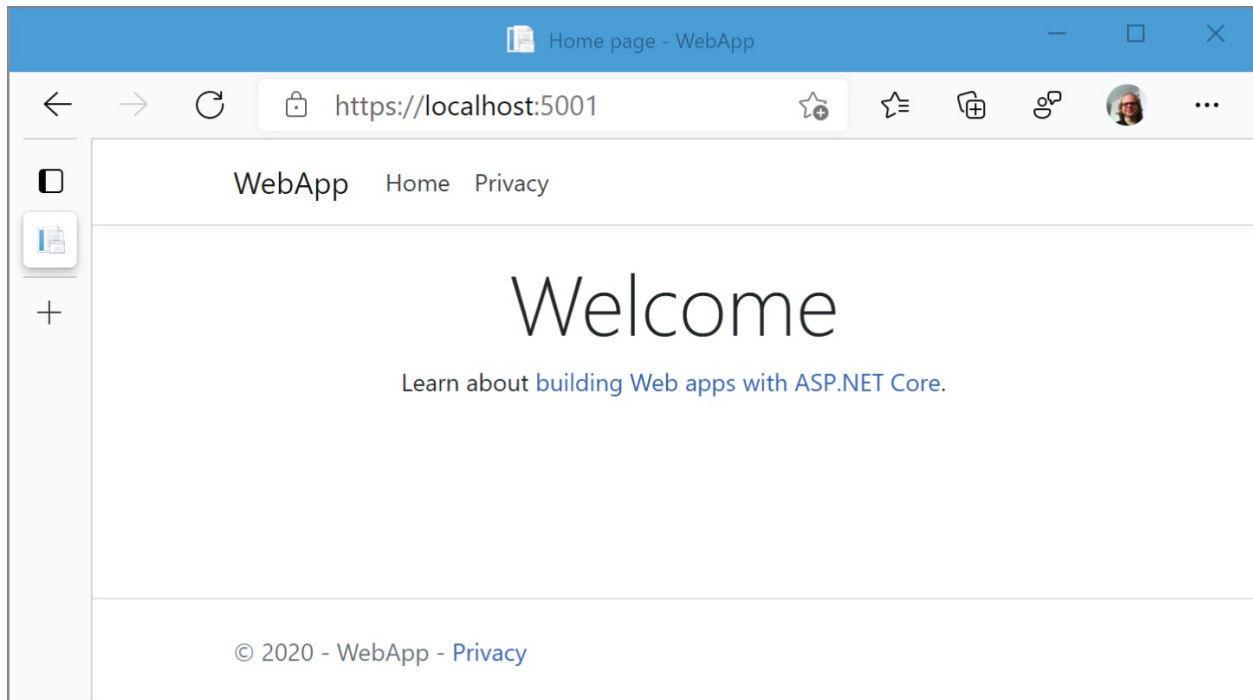 Home page - WebApp
https://localhost:5001
WebApp Home Privacy
Welcome
Learn about building Web apps with ASP.NET Core.
© 2020 - WebApp - Privacy